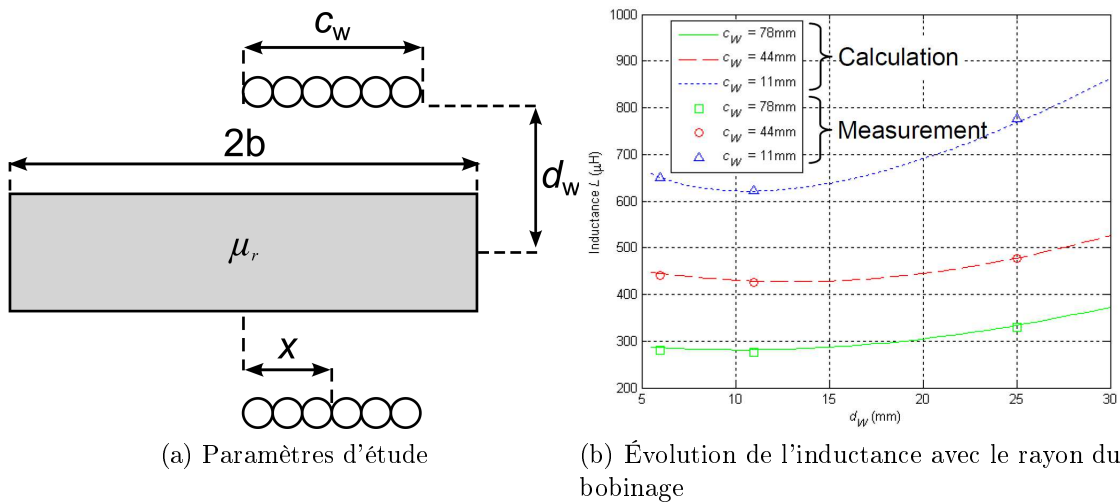 c_w
2b
d_w
μ_r
x
(a) Paramètres d'étude
1000
900
800
700
600
500
400
300
200
5
10
15
20
25
30
Inductance L (μH)
d_W (mm)
c_W = 78mm
c_W = 44mm
c_W = 11mm
Calculation
c_W = 78mm
c_W = 44mm
c_W = 11mm
Measurement
(b) Évolution de l'inductance avec le rayon du
bobinage